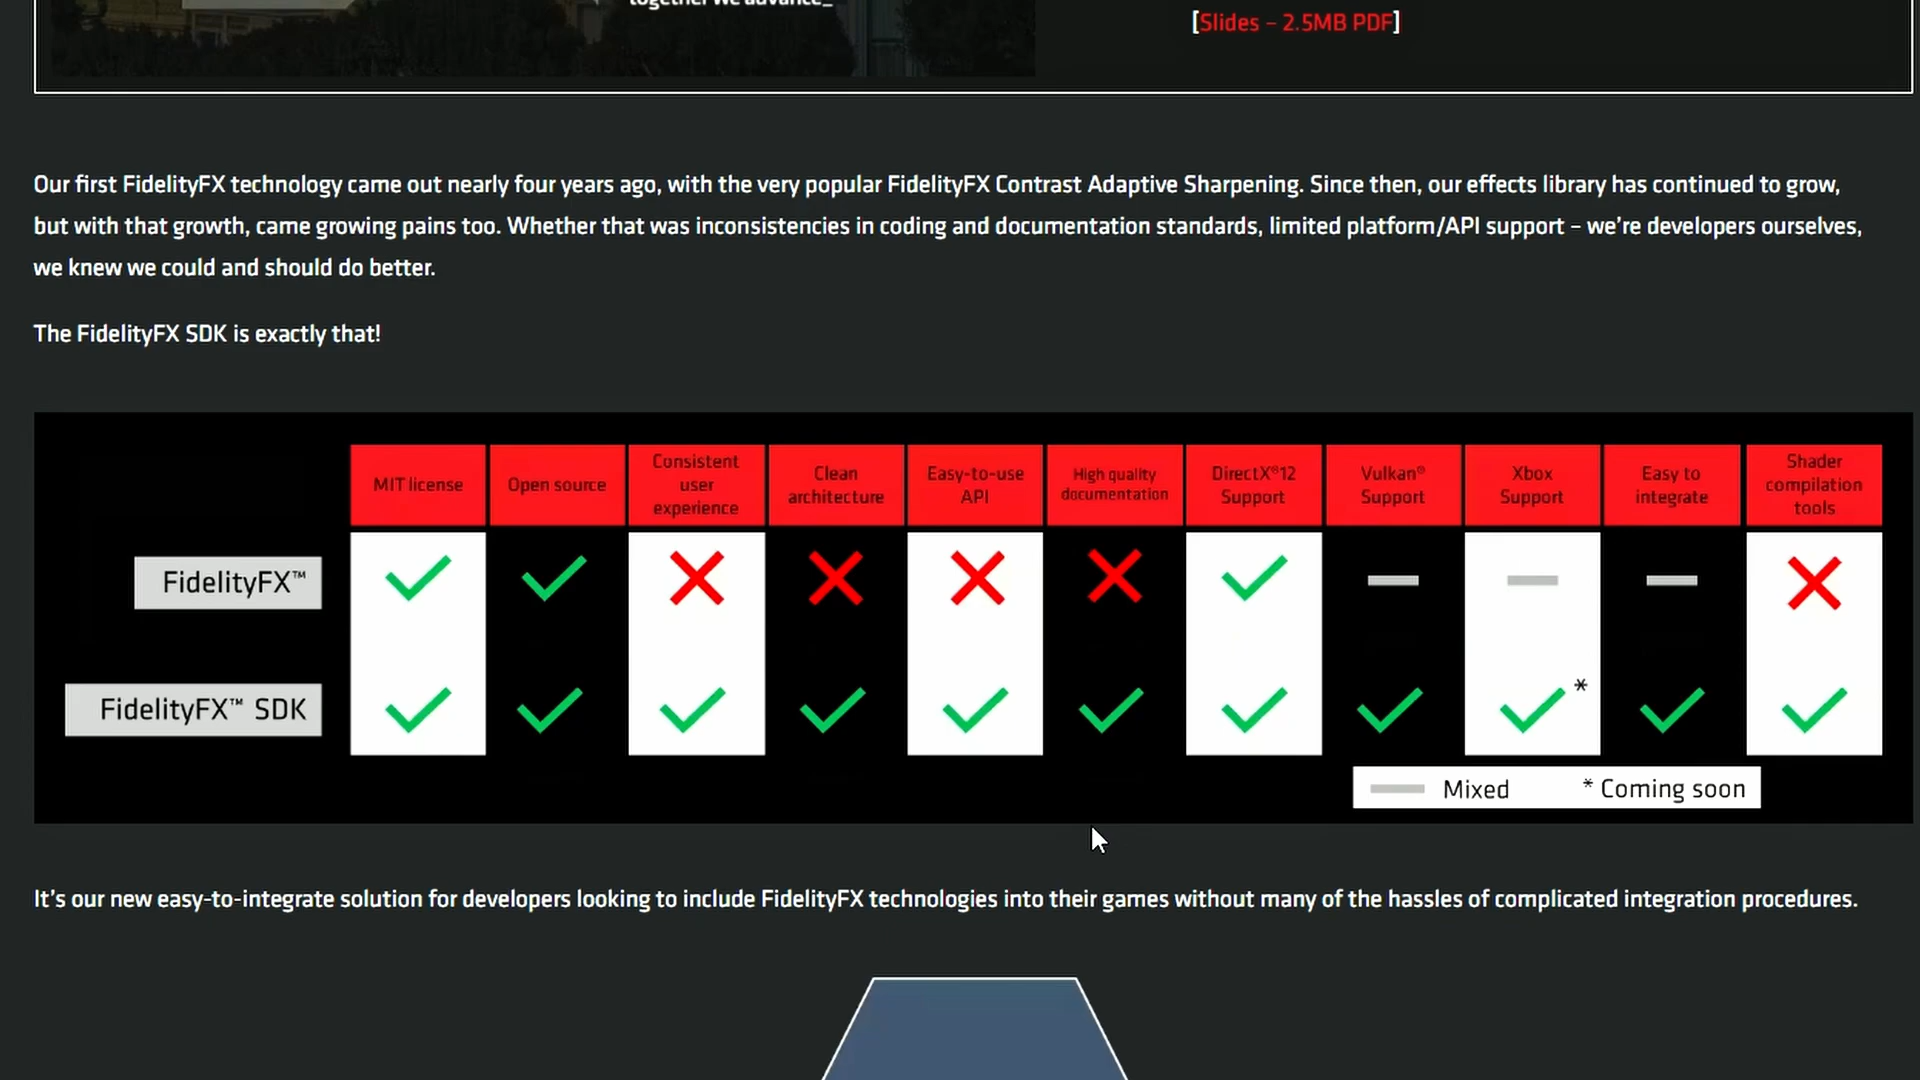 together we advance_
[Slides – 2.5MB PDF]
Our first FidelityFX technology came out nearly four years ago, with the very popular FidelityFX Contrast Adaptive Sharpening. Since then, our effects library has continued to grow,
but with that growth, came growing pains too. Whether that was inconsistencies in coding and documentation standards, limited platform/API support – we’re developers ourselves,
we knew we could and should do better.
The FidelityFX SDK is exactly that!
MIT license
Open source
Consistent
user
experience
Clean
architecture
Easy-to-use
API
High quality
documentation
DirectX®12
Support
Vulkan®
Support
Xbox
Support
Easy to
integrate
Shader
compilation
tools
FidelityFX™
FidelityFX™ SDK
*
Mixed
* Coming soon
It’s our new easy-to-integrate solution for developers looking to include FidelityFX technologies into their games without many of the hassles of complicated integration procedures.